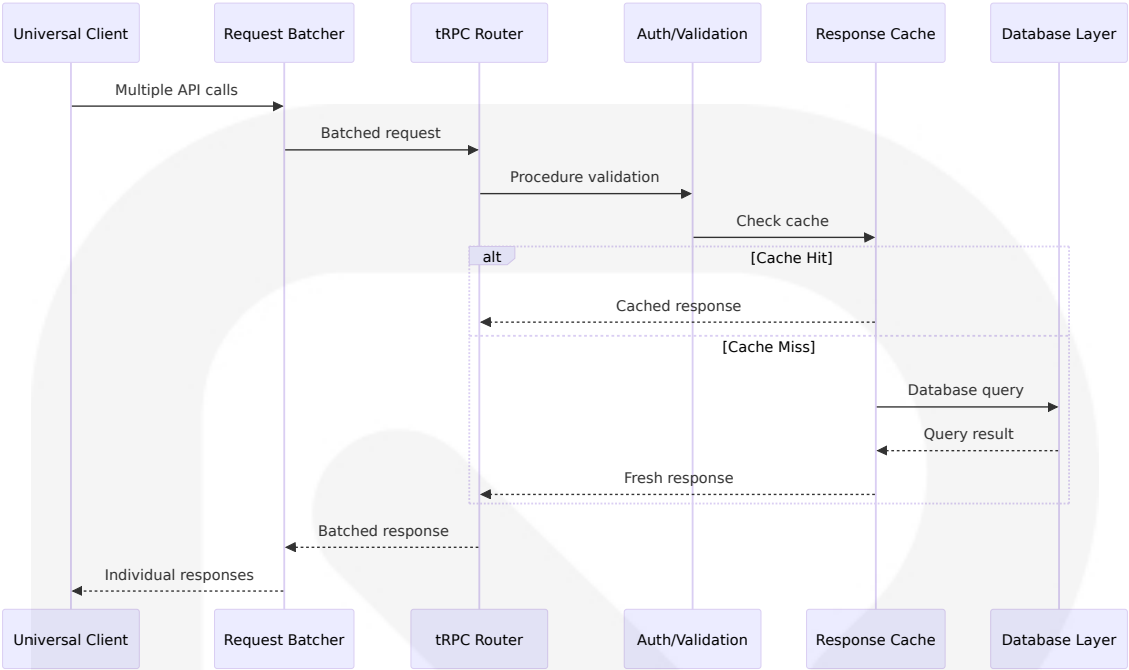 Universal Client
Request Batcher
tRPC Router
Auth/Validation
Response Cache
Database Layer
Multiple API calls
Batched request
Procedure validation
Check cache
alt
[Cache Hit]
Cached response
[Cache Miss]
Database query
Query result
Fresh response
Batched response
Individual responses
Universal Client
Request Batcher
tRPC Router
Auth/Validation
Response Cache
Database Layer